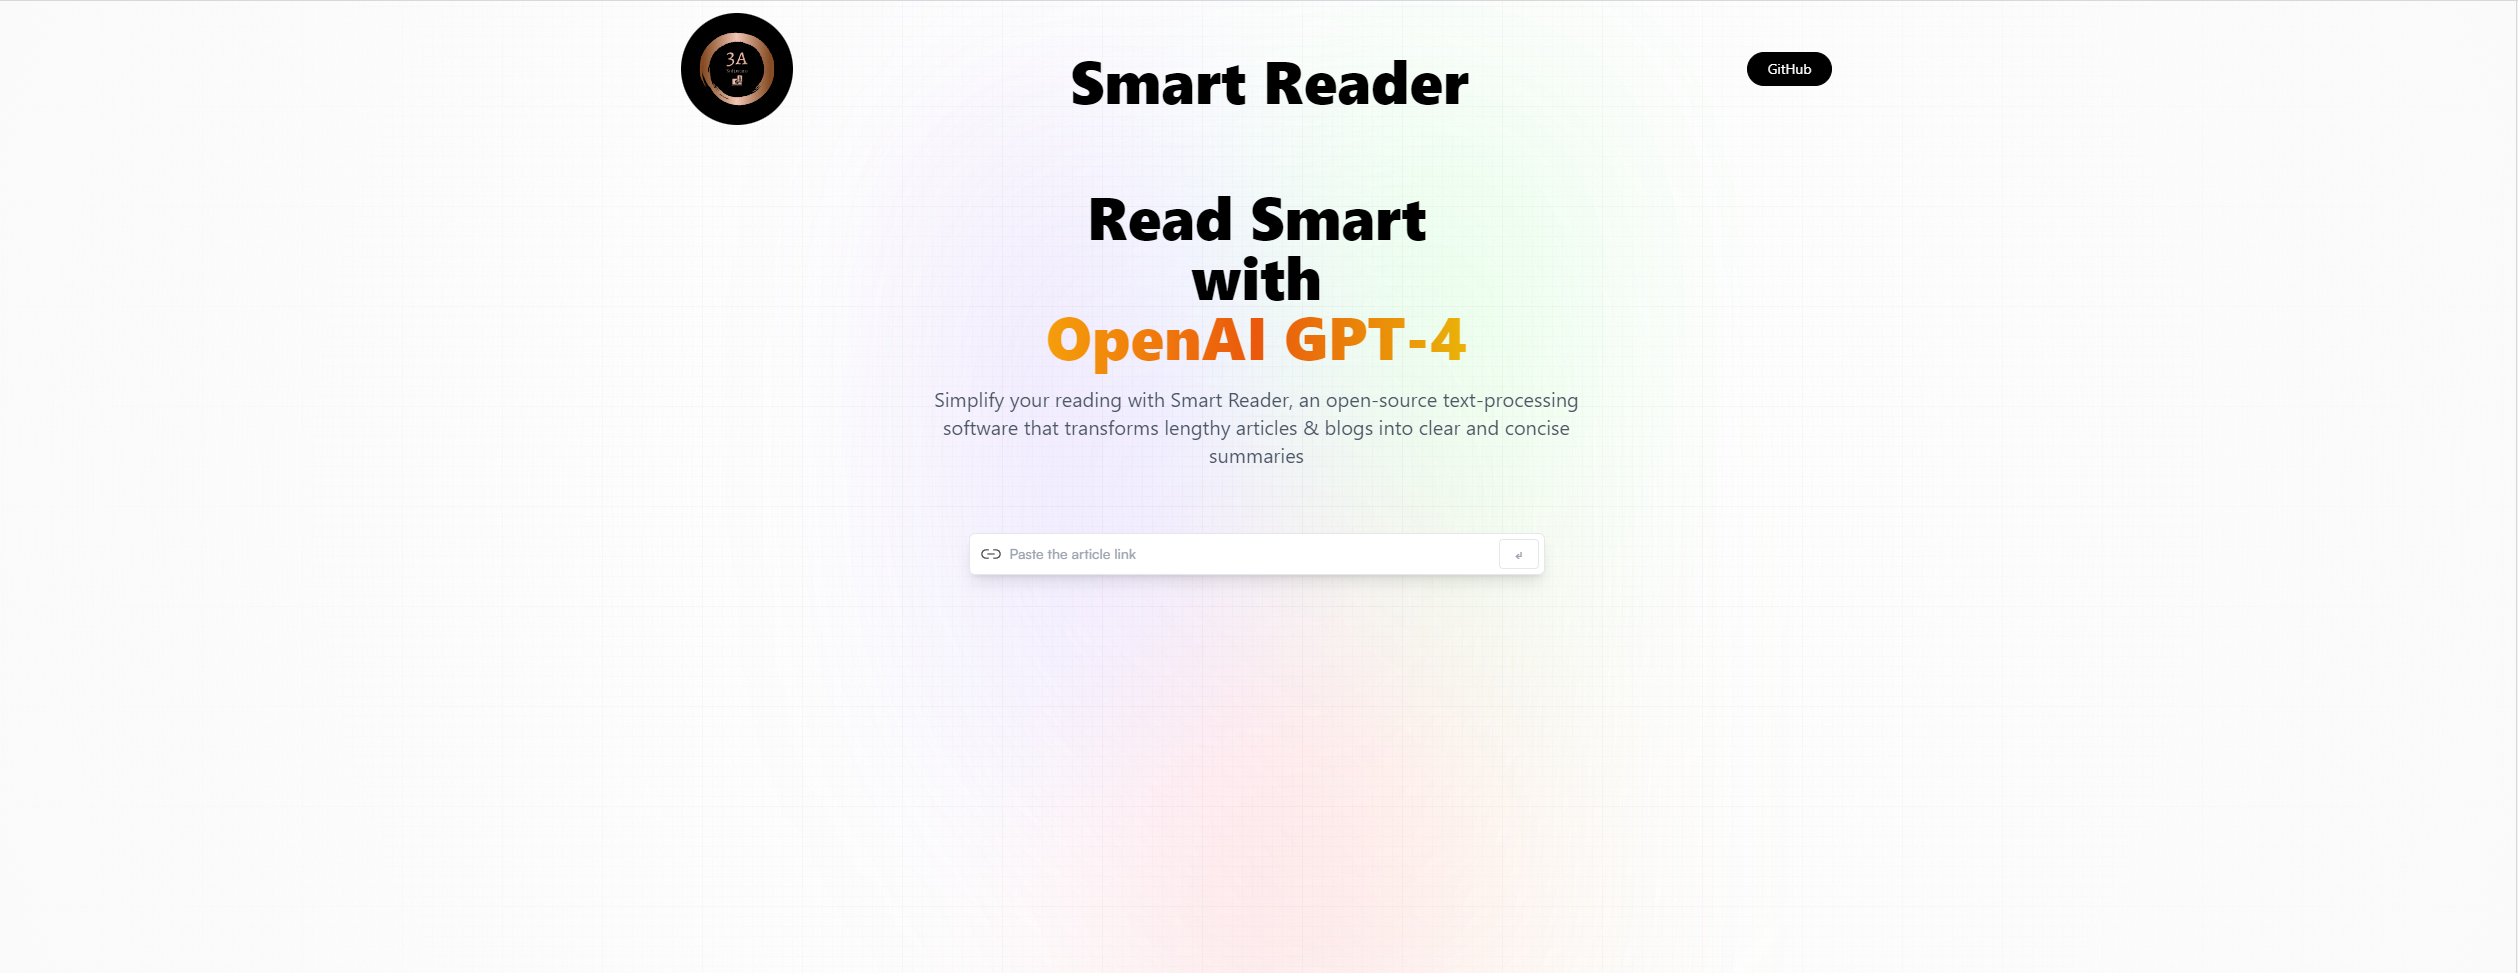 3A
Smart Reader
GitHub
Read Smart
with
OpenAI GPT-4
Simplify your reading with Smart Reader, an open-source text-processing
software that transforms lengthy articles & blogs into clear and concise
summaries
Paste the article link